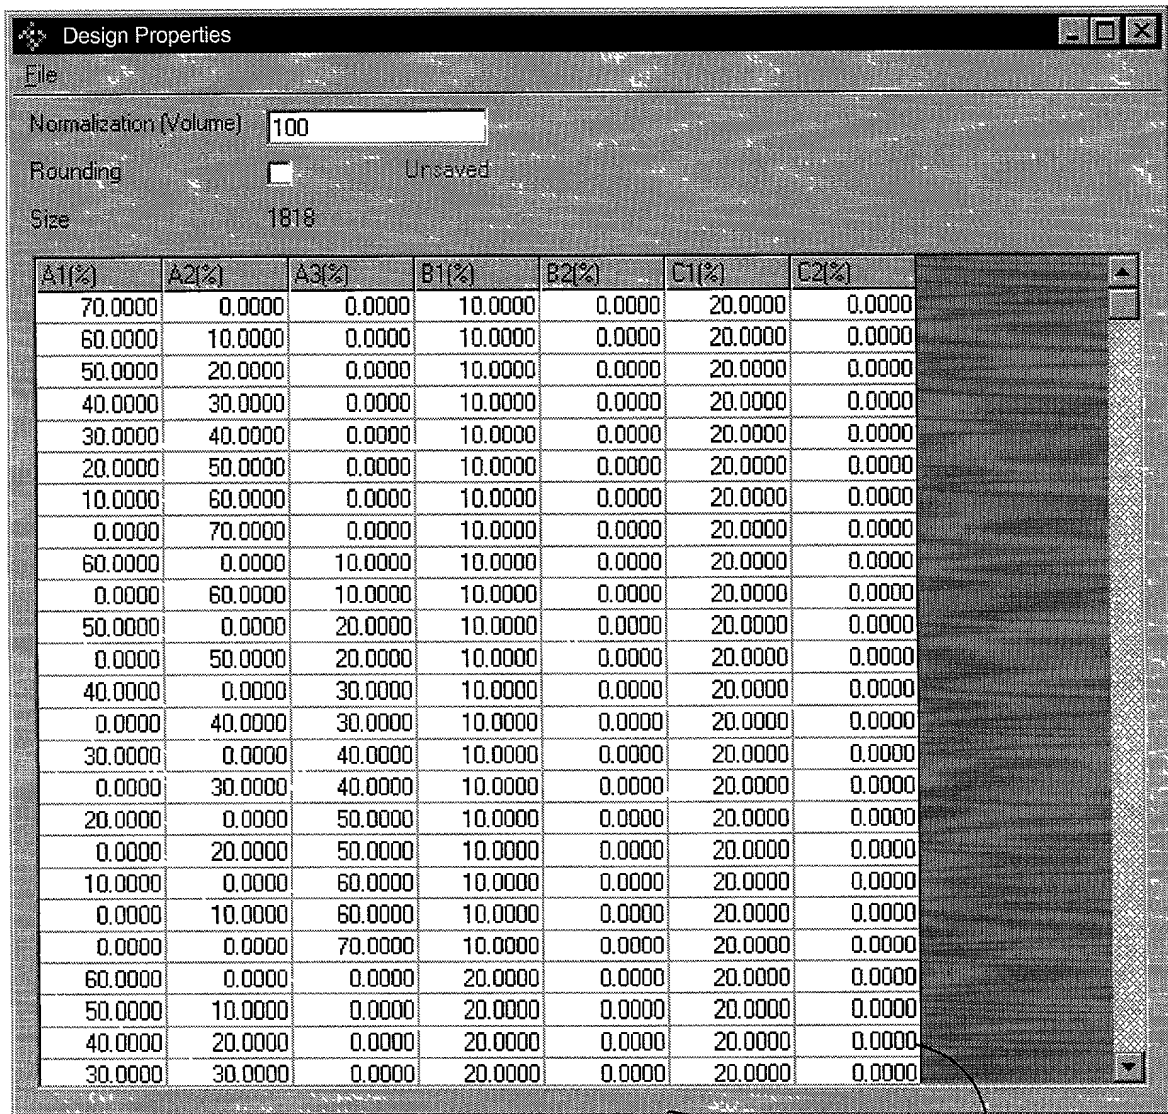 Design Properties
File
Normalization (Volume) 100
Rounding Unsaved
Size 1818
A1(%) A2(%) A3(%) B1(%) B2(%) C1(%) C2(%)
70.0000 0.0000 0.0000 10.0000 0.0000 20.0000 0.0000
60.0000 10.0000 0.0000 10.0000 0.0000 20.0000 0.0000
50.0000 20.0000 0.0000 10.0000 0.0000 20.0000 0.0000
40.0000 30.0000 0.0000 10.0000 0.0000 20.0000 0.0000
30.0000 40.0000 0.0000 10.0000 0.0000 20.0000 0.0000
20.0000 50.0000 0.0000 10.0000 0.0000 20.0000 0.0000
10.0000 60.0000 0.0000 10.0000 0.0000 20.0000 0.0000
0.0000 70.0000 0.0000 10.0000 0.0000 20.0000 0.0000
60.0000 0.0000 10.0000 10.0000 0.0000 20.0000 0.0000
0.0000 60.0000 10.0000 10.0000 0.0000 20.0000 0.0000
50.0000 0.0000 20.0000 10.0000 0.0000 20.0000 0.0000
0.0000 50.0000 20.0000 10.0000 0.0000 20.0000 0.0000
40.0000 0.0000 30.0000 10.0000 0.0000 20.0000 0.0000
0.0000 40.0000 30.0000 10.0000 0.0000 20.0000 0.0000
30.0000 0.0000 40.0000 10.0000 0.0000 20.0000 0.0000
0.0000 30.0000 40.0000 10.0000 0.0000 20.0000 0.0000
20.0000 0.0000 50.0000 10.0000 0.0000 20.0000 0.0000
0.0000 20.0000 50.0000 10.0000 0.0000 20.0000 0.0000
10.0000 0.0000 60.0000 10.0000 0.0000 20.0000 0.0000
0.0000 10.0000 60.0000 10.0000 0.0000 20.0000 0.0000
0.0000 0.0000 70.0000 10.0000 0.0000 20.0000 0.0000
60.0000 0.0000 0.0000 20.0000 0.0000 20.0000 0.0000
50.0000 10.0000 0.0000 20.0000 0.0000 20.0000 0.0000
40.0000 20.0000 0.0000 20.0000 0.0000 20.0000 0.0000
30.0000 30.0000 0.0000 20.0000 0.0000 20.0000 0.0000